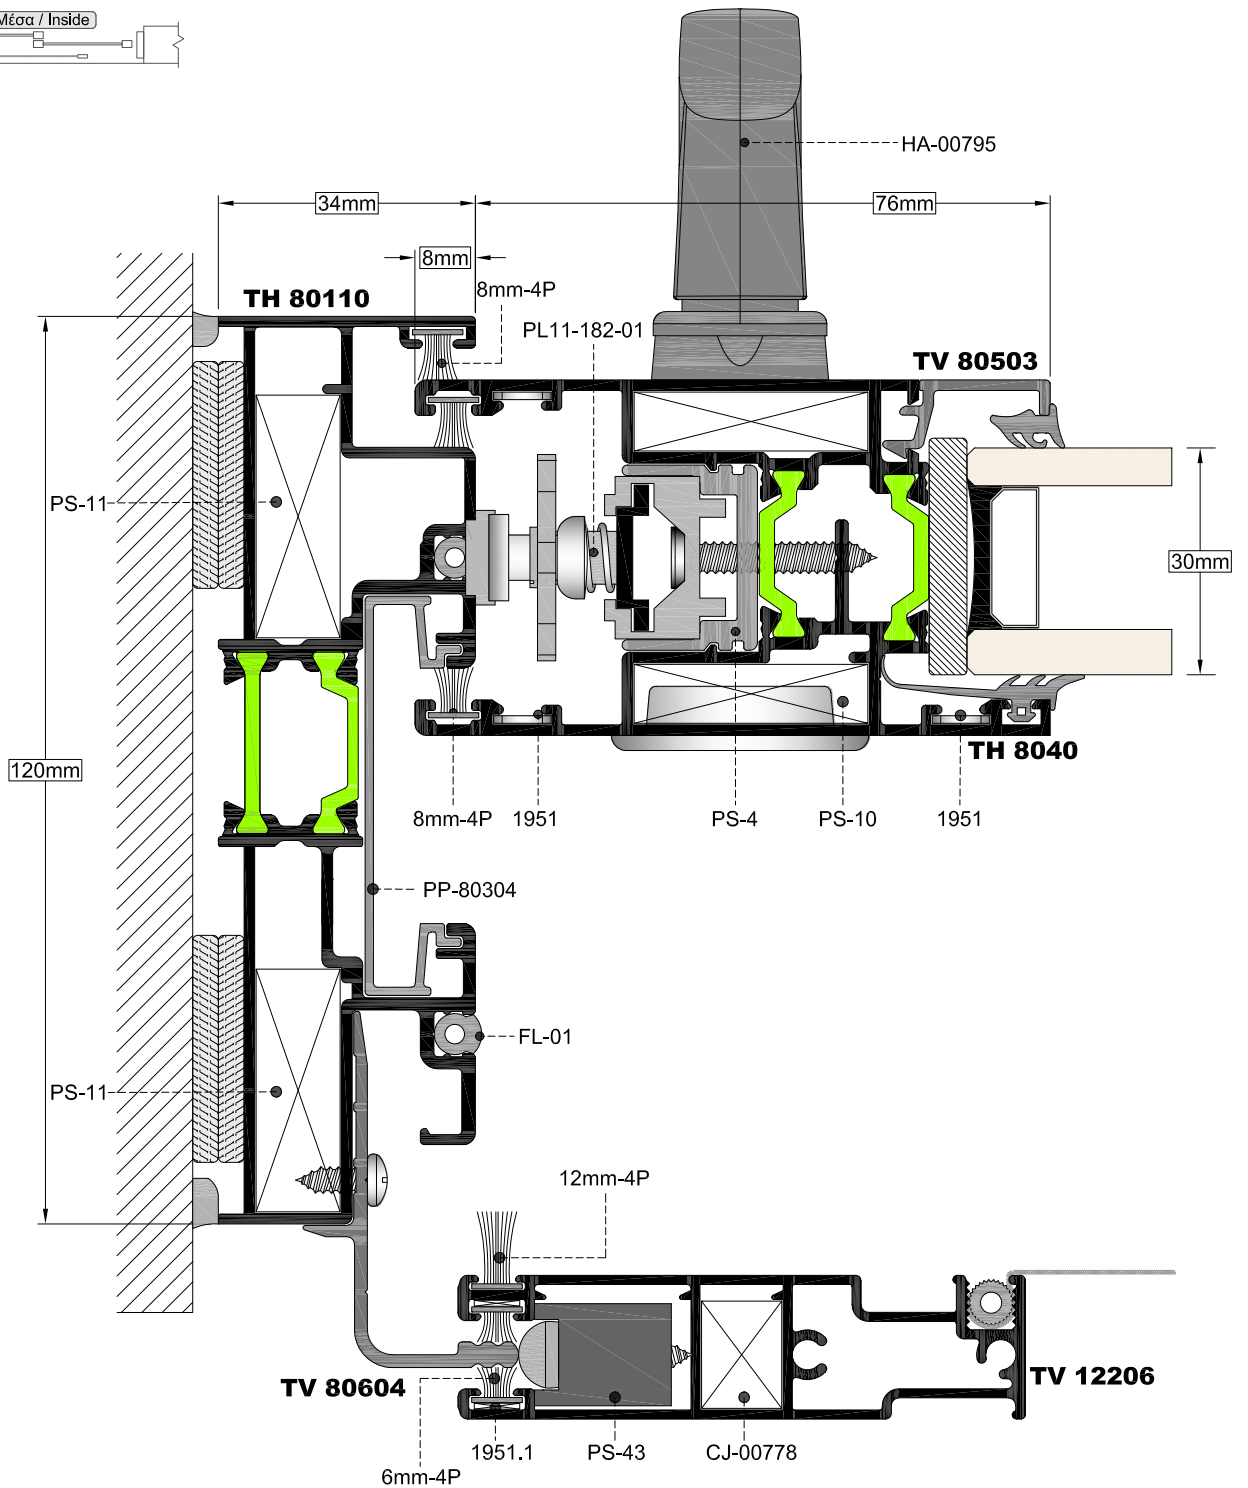 Μέσα / Inside
HA-00795
34mm
76mm
8mm
8mm-4P
TH 80110
PL11-182-01
TV 80503
PS-11
30mm
TH 8040
120mm
8mm-4P
1951
PS-4
PS-10
1951
PP-80304
FL-01
PS-11
12mm-4P
TV 80604
TV 12206
1951.1
PS-43
CJ-00778
6mm-4P